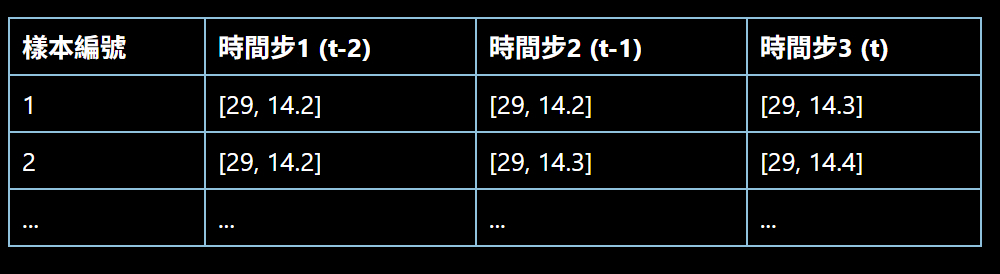 樣本編號 時間步1 (t-2) 時間步2 (t-1) 時間步3 (t)
1 [29, 14.2] [29, 14.2] [29, 14.3]
2 [29, 14.2] [29, 14.3] [29, 14.4]
... ... ... ...